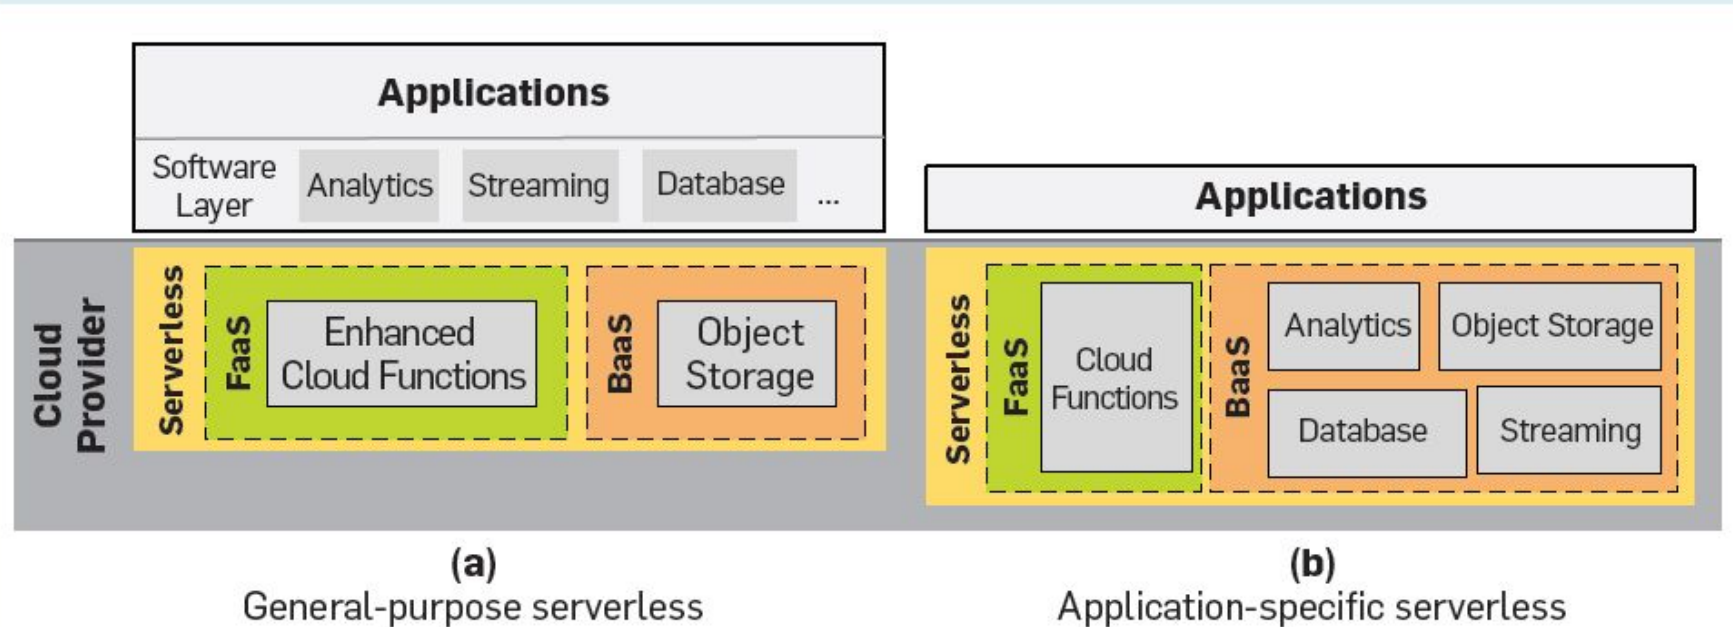 Applications
Software
Layer
Analytics
Streaming
Database
...
Cloud
Provider
Serverless
FaaS
Enhanced
Cloud Functions
BaaS
Object
Storage
(a)
General-purpose serverless
Applications
Serverless
FaaS
Cloud
Functions
BaaS
Analytics
Object Storage
Database
Streaming
(b)
Application-specific serverless